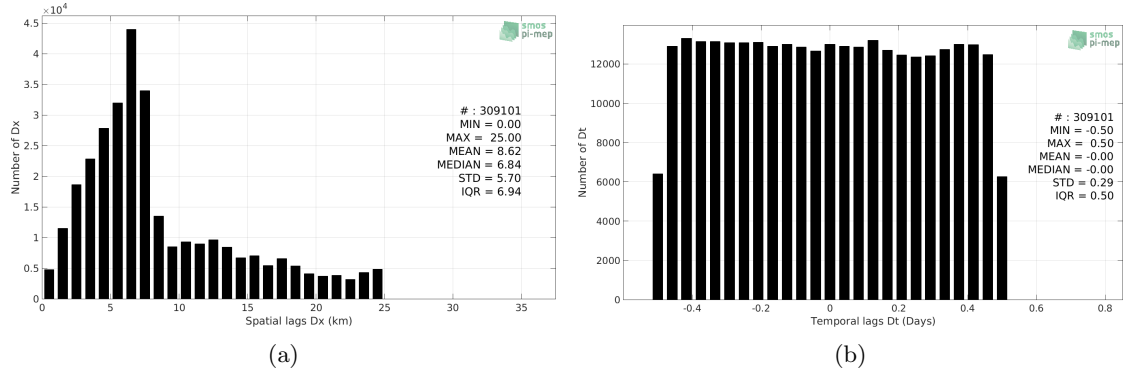 ×10⁴
4.5
4
3.5
3
2.5
2
1.5
1
0.5
0
Number of Dx
0 5 10 15 20 25 30 35
Spatial lags Dx (km)
smos
pi-mep
# : 309101
MIN = 0.00
MAX = 25.00
MEAN = 8.62
MEDIAN = 6.84
STD = 5.70
IQR = 6.94
(a)
12000
10000
8000
6000
4000
2000
0
Number of Dt
-0.4 -0.2 0 0.2 0.4 0.6 0.8
Temporal lags Dt (Days)
smos
pi-mep
# : 309101
MIN = -0.50
MAX = 0.50
MEAN = -0.00
MEDIAN = -0.00
STD = 0.29
IQR = 0.50
(b)